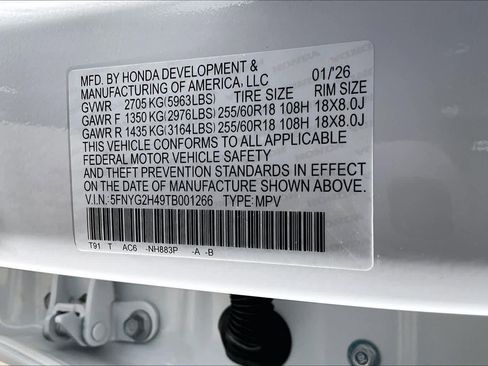 MFD. BY HONDA DEVELOPMENT &
MANUFACTURING OF AMERICA, LLC 01/'26
GVWR 2705 KG(5963LBS) TIRE SIZE RIM SIZE
GAWR F 1350 KG(2976LBS) 255/60R18 108H 18X8.0J
GAWR R 1435 KG(3164LBS) 255/60R18 108H 18X8.0J
THIS VEHICLE CONFORMS TO ALL APPLICABLE
FEDERAL MOTOR VEHICLE SAFETY
AND THEFT PREVENTION STANDARDS IN EFFECT
ON THE DATE OF MANUFACTURE SHOWN ABOVE.
V.I.N.: 5FNYG2H49TB001266 TYPE: MPV
T91 T AC6 -NH883P -A -B